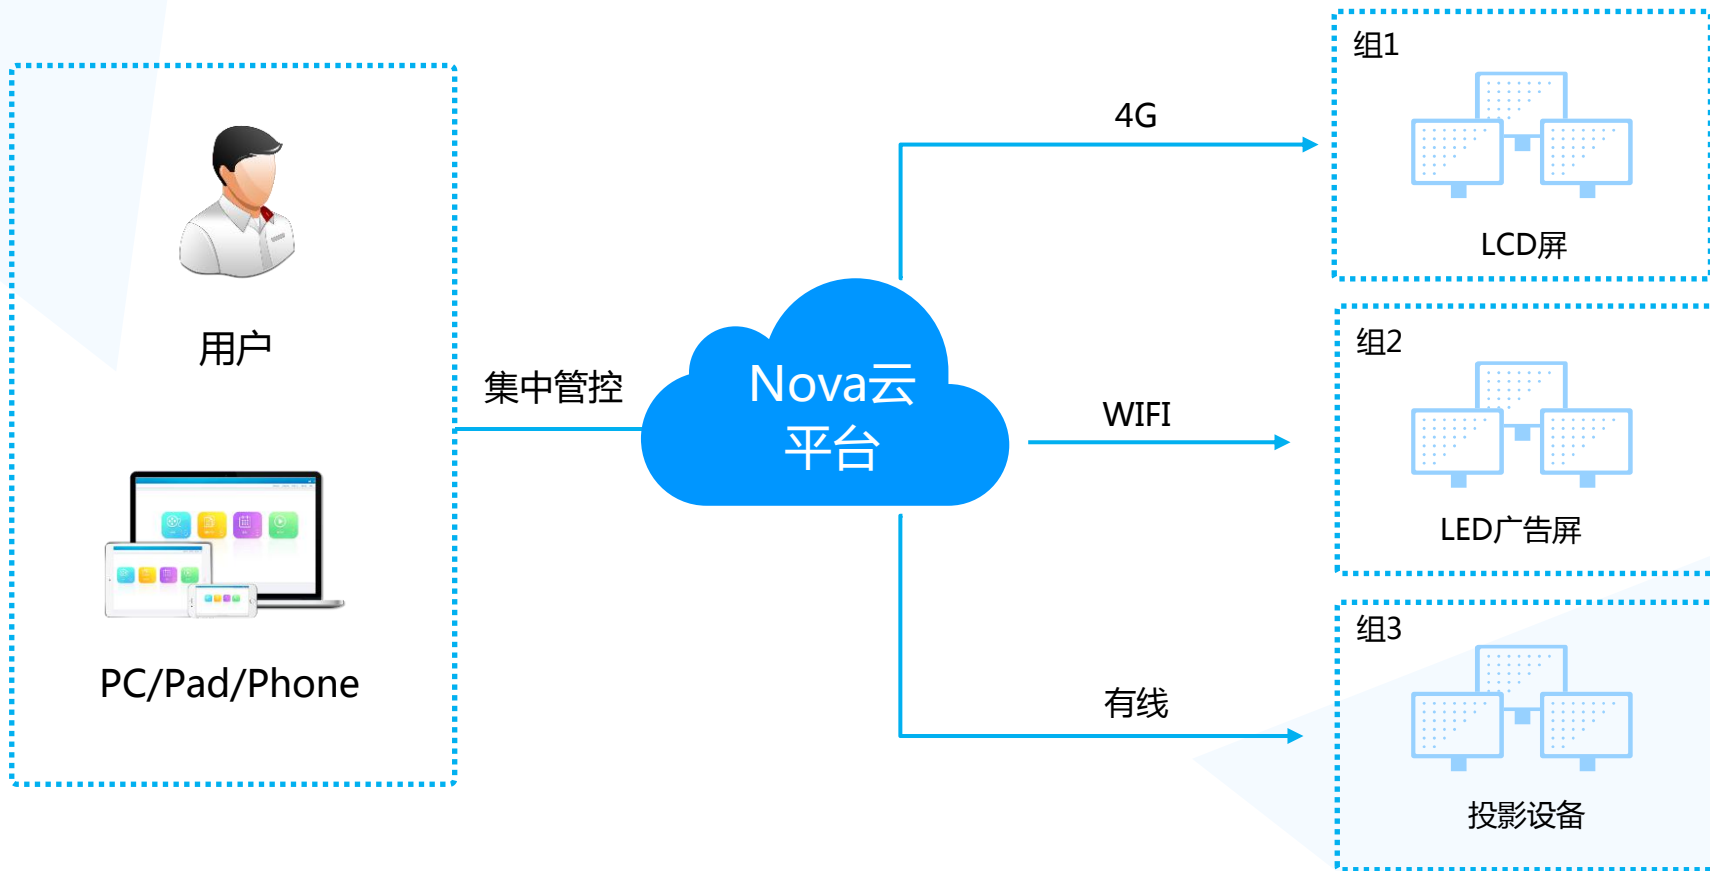 用户
PC/Pad/Phone
集中管控
Nova云
平台
4G
WIFI
有线
组1
LCD屏
组2
LED广告屏
组3
投影设备